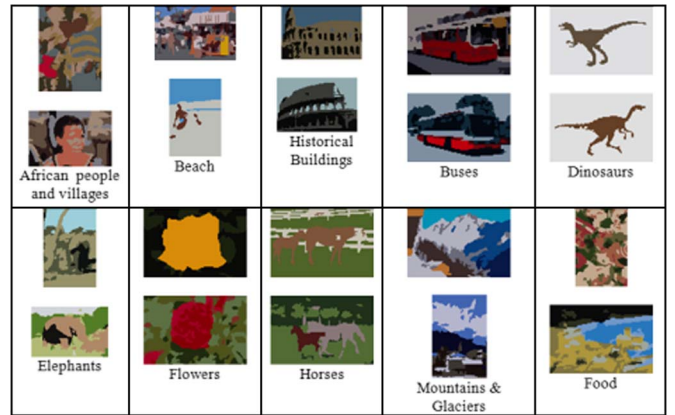 African people
and villages
Beach
Historical
Buildings
Buses
Dinosaurs
Elephants
Flowers
Horses
Mountains &
Glaciers
Food